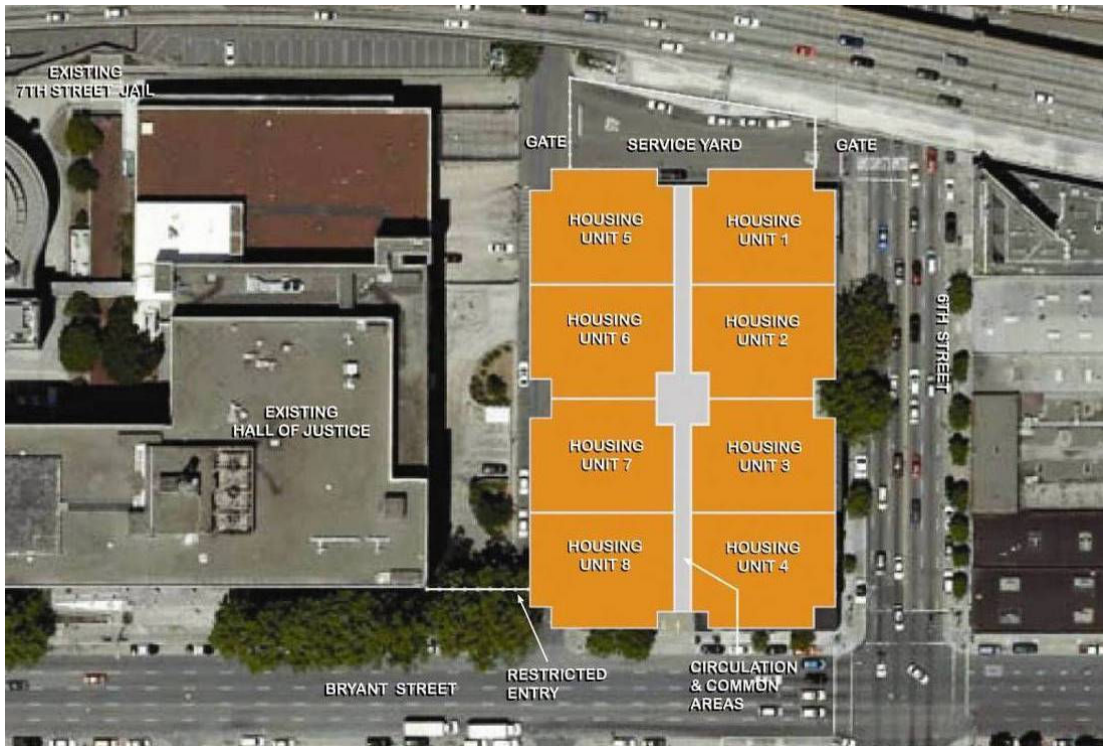 EXISTING
7TH STREET JAIL
GATE
SERVICE YARD
GATE
HOUSING
UNIT 5
HOUSING
UNIT 1
HOUSING
UNIT 6
HOUSING
UNIT 2
6TH STREET
EXISTING
HALL OF JUSTICE
HOUSING
UNIT 7
HOUSING
UNIT 3
HOUSING
UNIT 8
HOUSING
UNIT 4
RESTRICTED
ENTRY
CIRCULATION
& COMMON
AREAS
BRYANT STREET